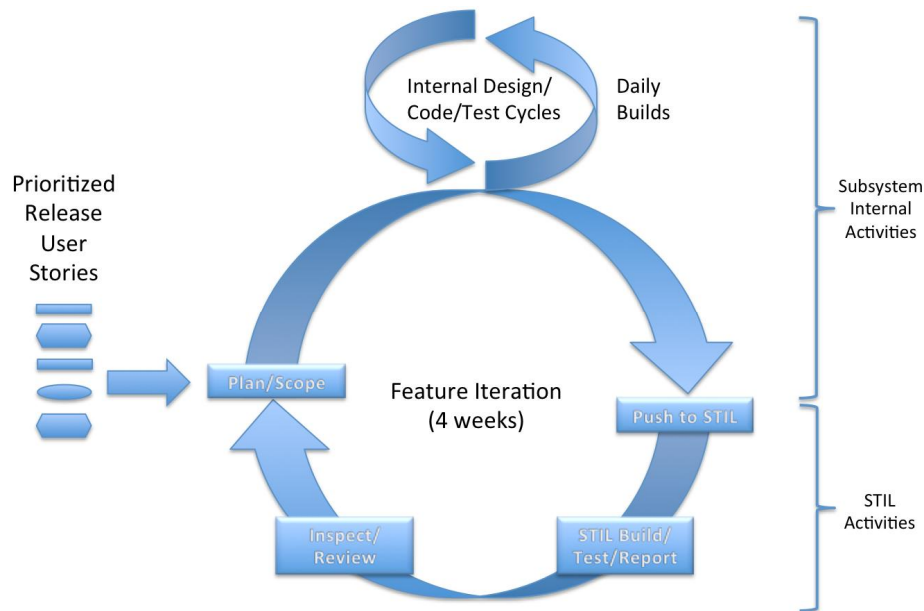 Internal Design/
Code/Test Cycles
Daily
Builds
Prioritized
Release
User
Stories
Subsystem
Internal
Activities
Plan/Scope
Feature Iteration
(4 weeks)
Push to STIL
STIL
Activities
Inspect/
Review
STIL Build/
Test/Report